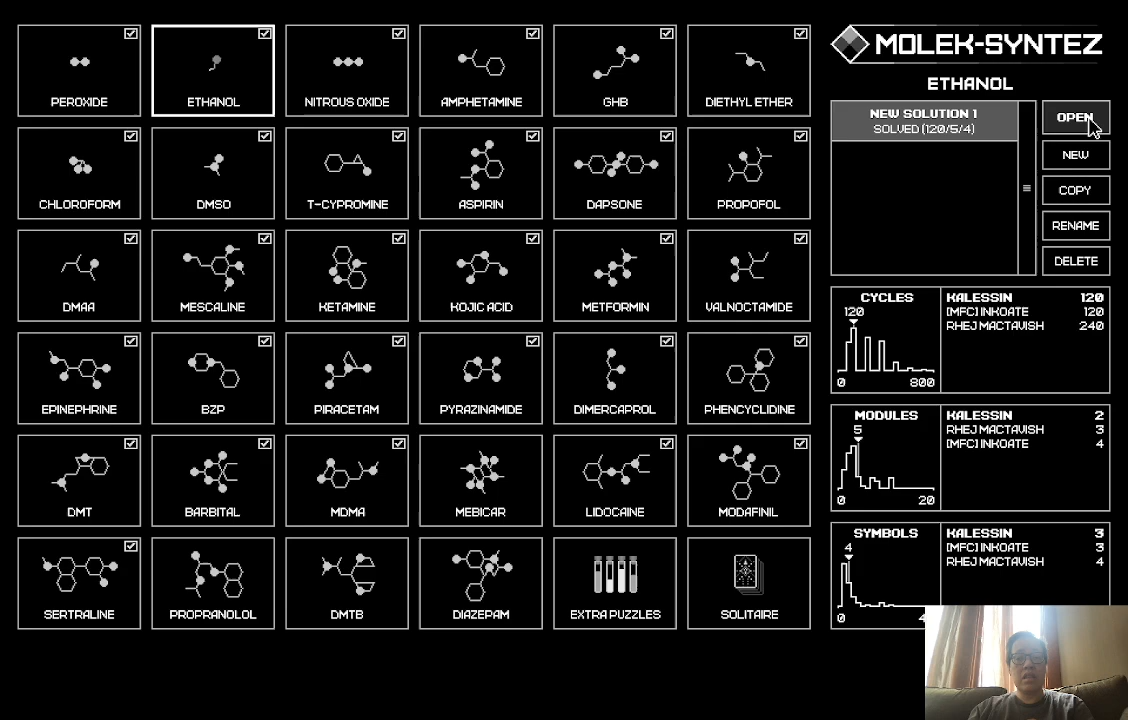 PEROXIDE
ETHANOL
NITROUS OXIDE
AMPHETAMINE
GHB
DIETHYL ETHER
CHLOROFORM
DMSO
T-CYPROMINE
ASPIRIN
DAPSONE
PROPOFOL
DMAA
MESCALINE
KETAMINE
KOJIC ACID
METFORMIN
VALNOCTAMIDE
EPINEPHRINE
BZP
PIRACETAM
PYRAZINAMIDE
DIMERCAPROL
PHENCYCLIDINE
DMT
BARBITAL
MDMA
MEBICAR
LIDOCAINE
MODAFINIL
SERTRALINE
PROPRANOLOL
DMTB
DIAZEPAM
EXTRA PUZZLES
SOLITAIRE
MOLEK-SYNTEZ
ETHANOL
NEW SOLUTION 1
SOLVED (120/5/4)
OPEN
NEW
COPY
RENAME
DELETE
CYCLES
120
0 800
KALESSIN 120
[MFC] INKOATE 120
RHEJ MACTAVISH 240
MODULES
5
0 20
KALESSIN 2
RHEJ MACTAVISH 3
[MFC] INKOATE 4
SYMBOLS
4
0
KALESSIN 3
[MFC] INKOATE 3
RHEJ MACTAVISH 4